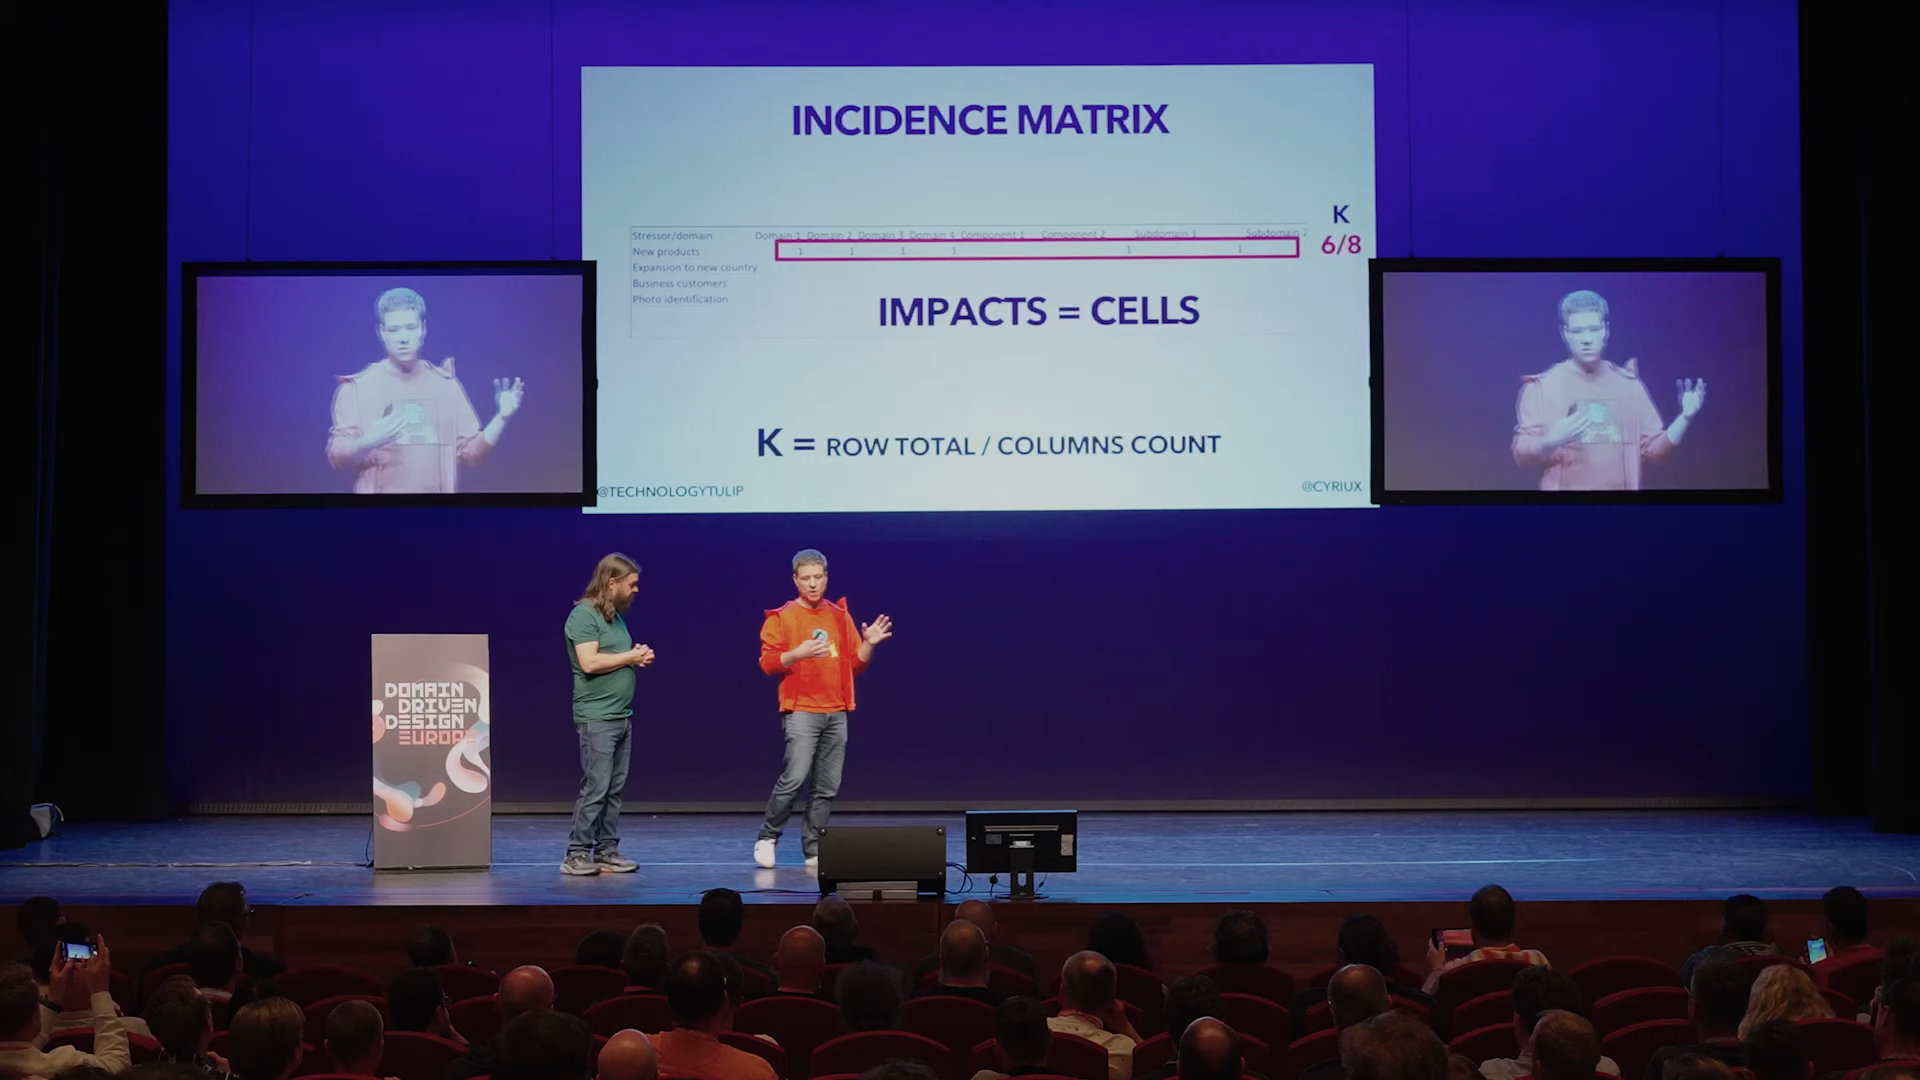 INCIDENCE MATRIX
K
Stressor/domain Domain 1 Domain 2 Domain 3 Domain 4 Component 1 Component 2 Subdomain 1 Subdomain 2
New products 1 1 1 1 1 1 6/8
Expansion to new country
Business customers
Photo identification
IMPACTS = CELLS
K = ROW TOTAL / COLUMNS COUNT
@TECHNOLOGYTULIP @CYRIUX
DOMAIN
DRIVEN
DESIGN
EUROPE